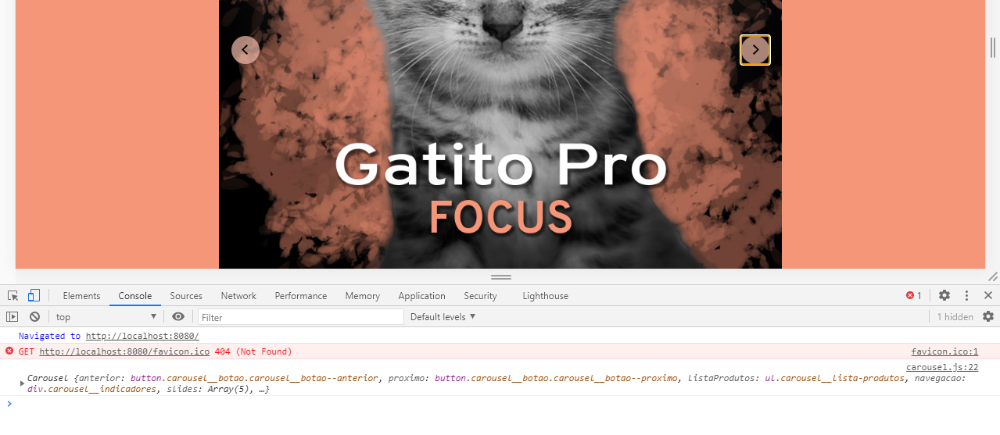 Gatito Pro
FOCUS
Elements Console Sources Network Performance Memory Application Security Lighthouse 1
top Filter Default levels 1 hidden
Navigated to http://localhost:8080/
GET http://localhost:8080/favicon.ico 404 (Not Found) favicon.ico:1
carousel.js:22
Carousel {anterior: button.carousel__botao.carousel__botao--anterior, proximo: button.carousel__botao.carousel__botao--proximo, listaProdutos: ul.carousel__lista-produtos, navegacao:
div.carousel__indicadores, slides: Array(5), …}